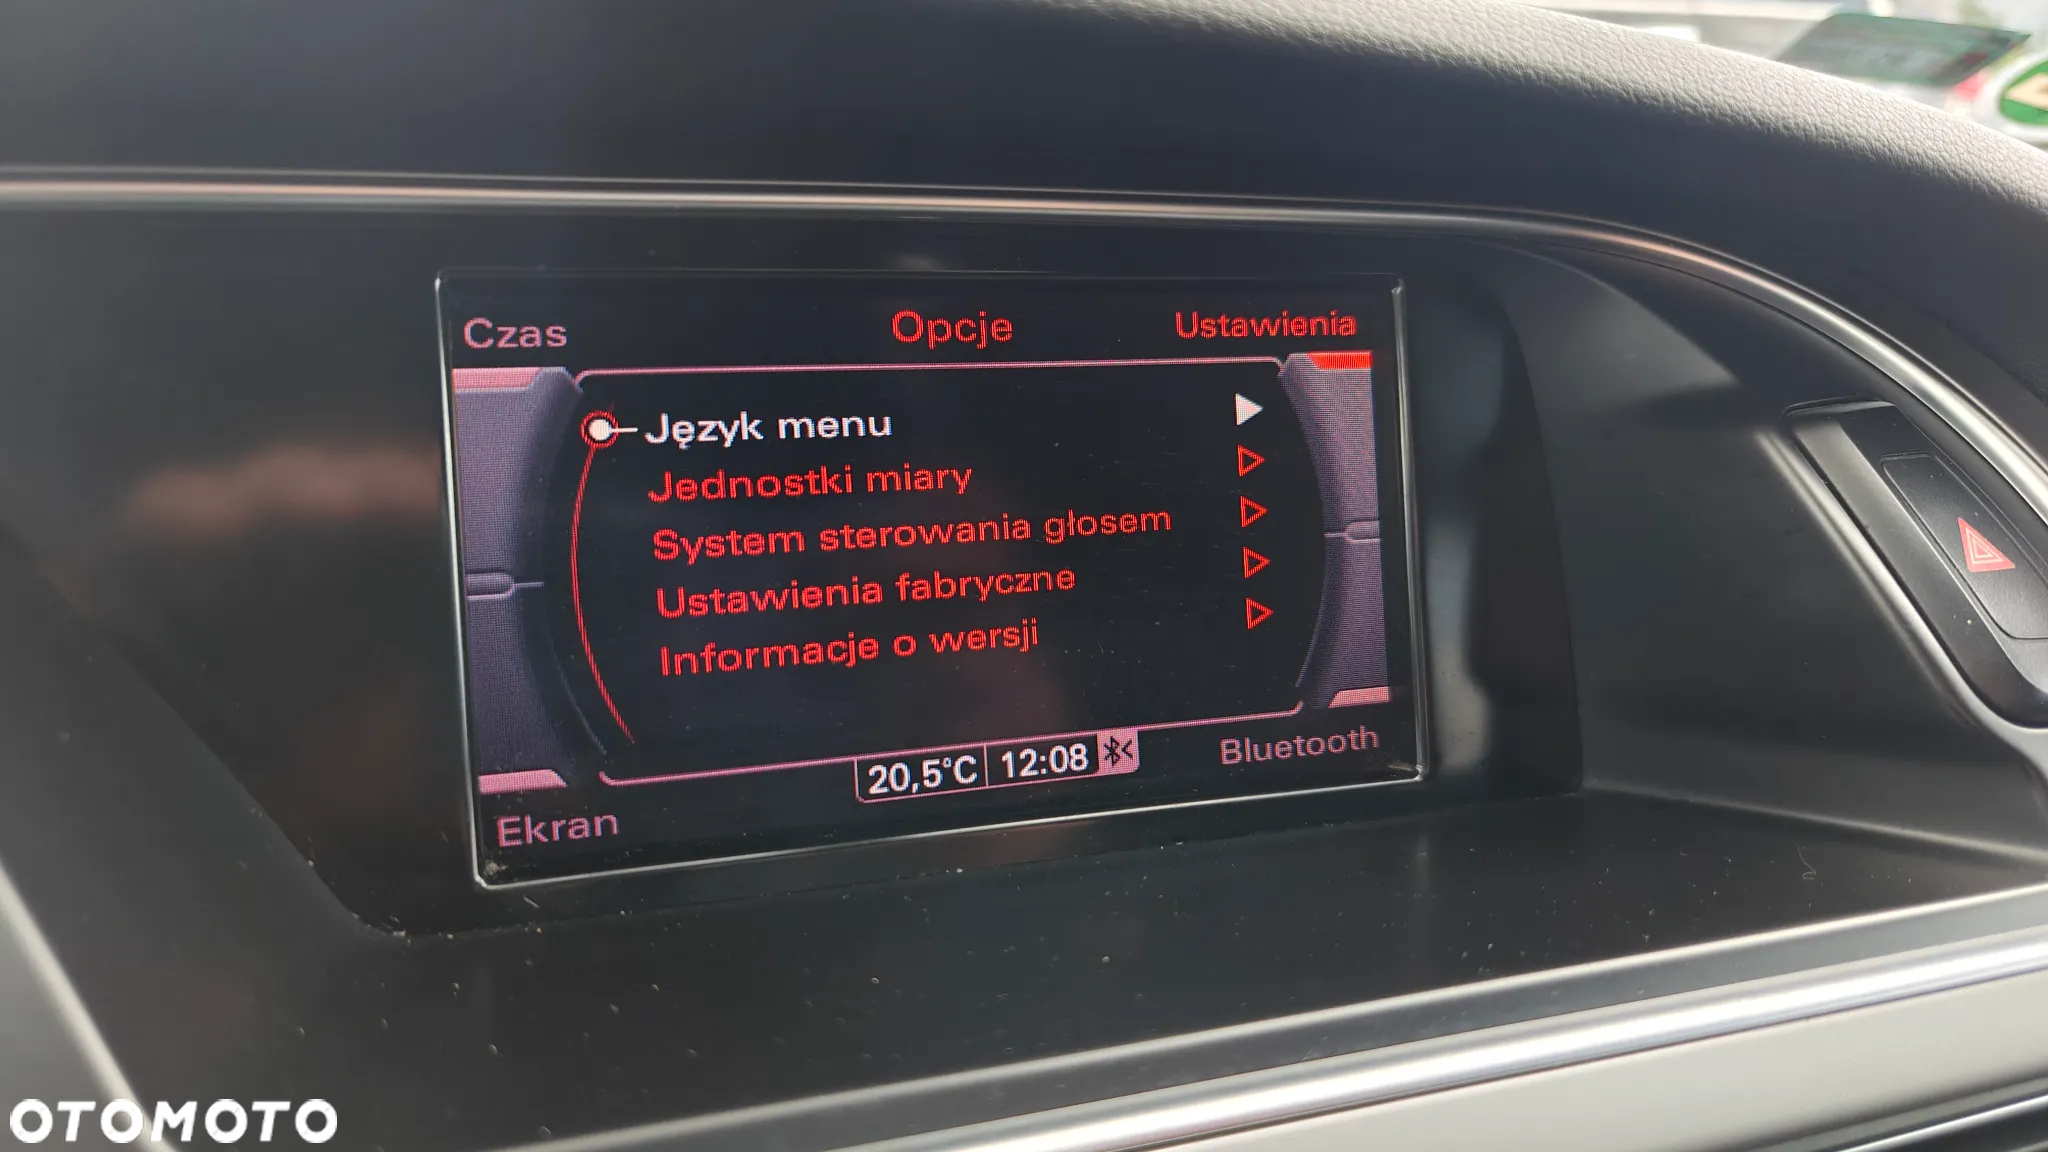 Czas
Opcje
Ustawienia
Język menu
Jednostki miary
System sterowania głosem
Ustawienia fabryczne
Informacje o wersji
20,5°C
12:08
Bluetooth
Ekran
OTOMOTO